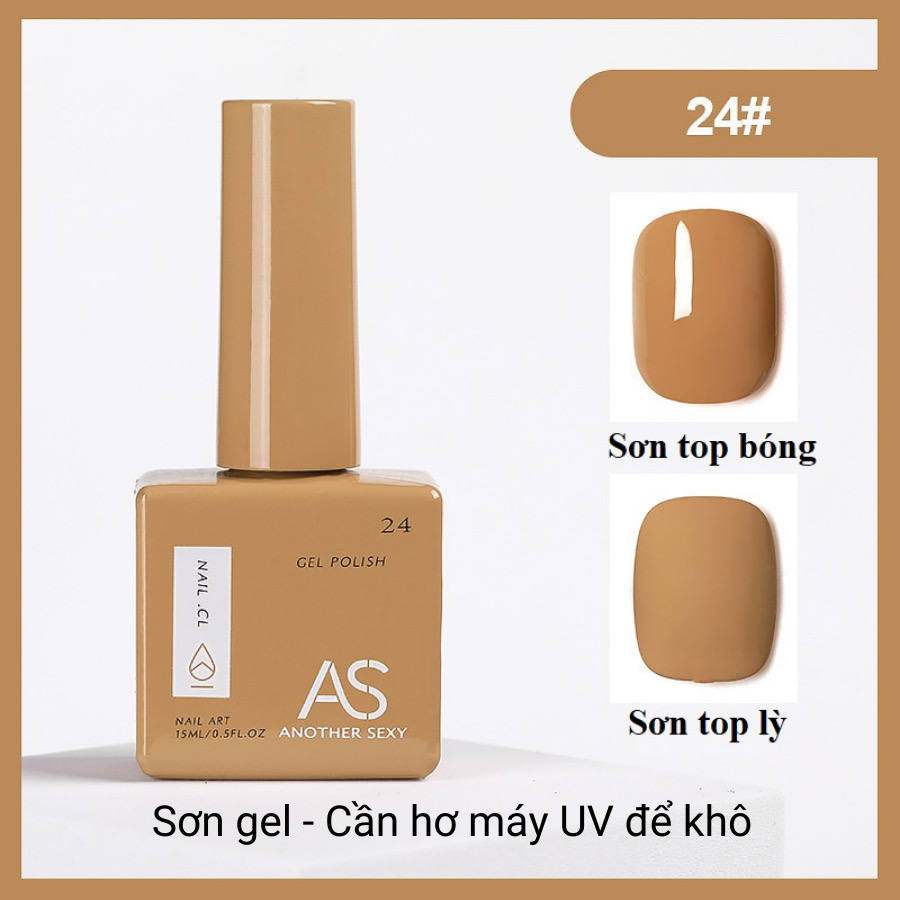 24#
Sơn top bóng
Sơn top lỳ
24
GEL POLISH
NAIL .CL
AS
NAIL ART
15ML/0.5FL.OZ
ANOTHER SEXY
Sơn gel - Cần hơ máy UV để khô